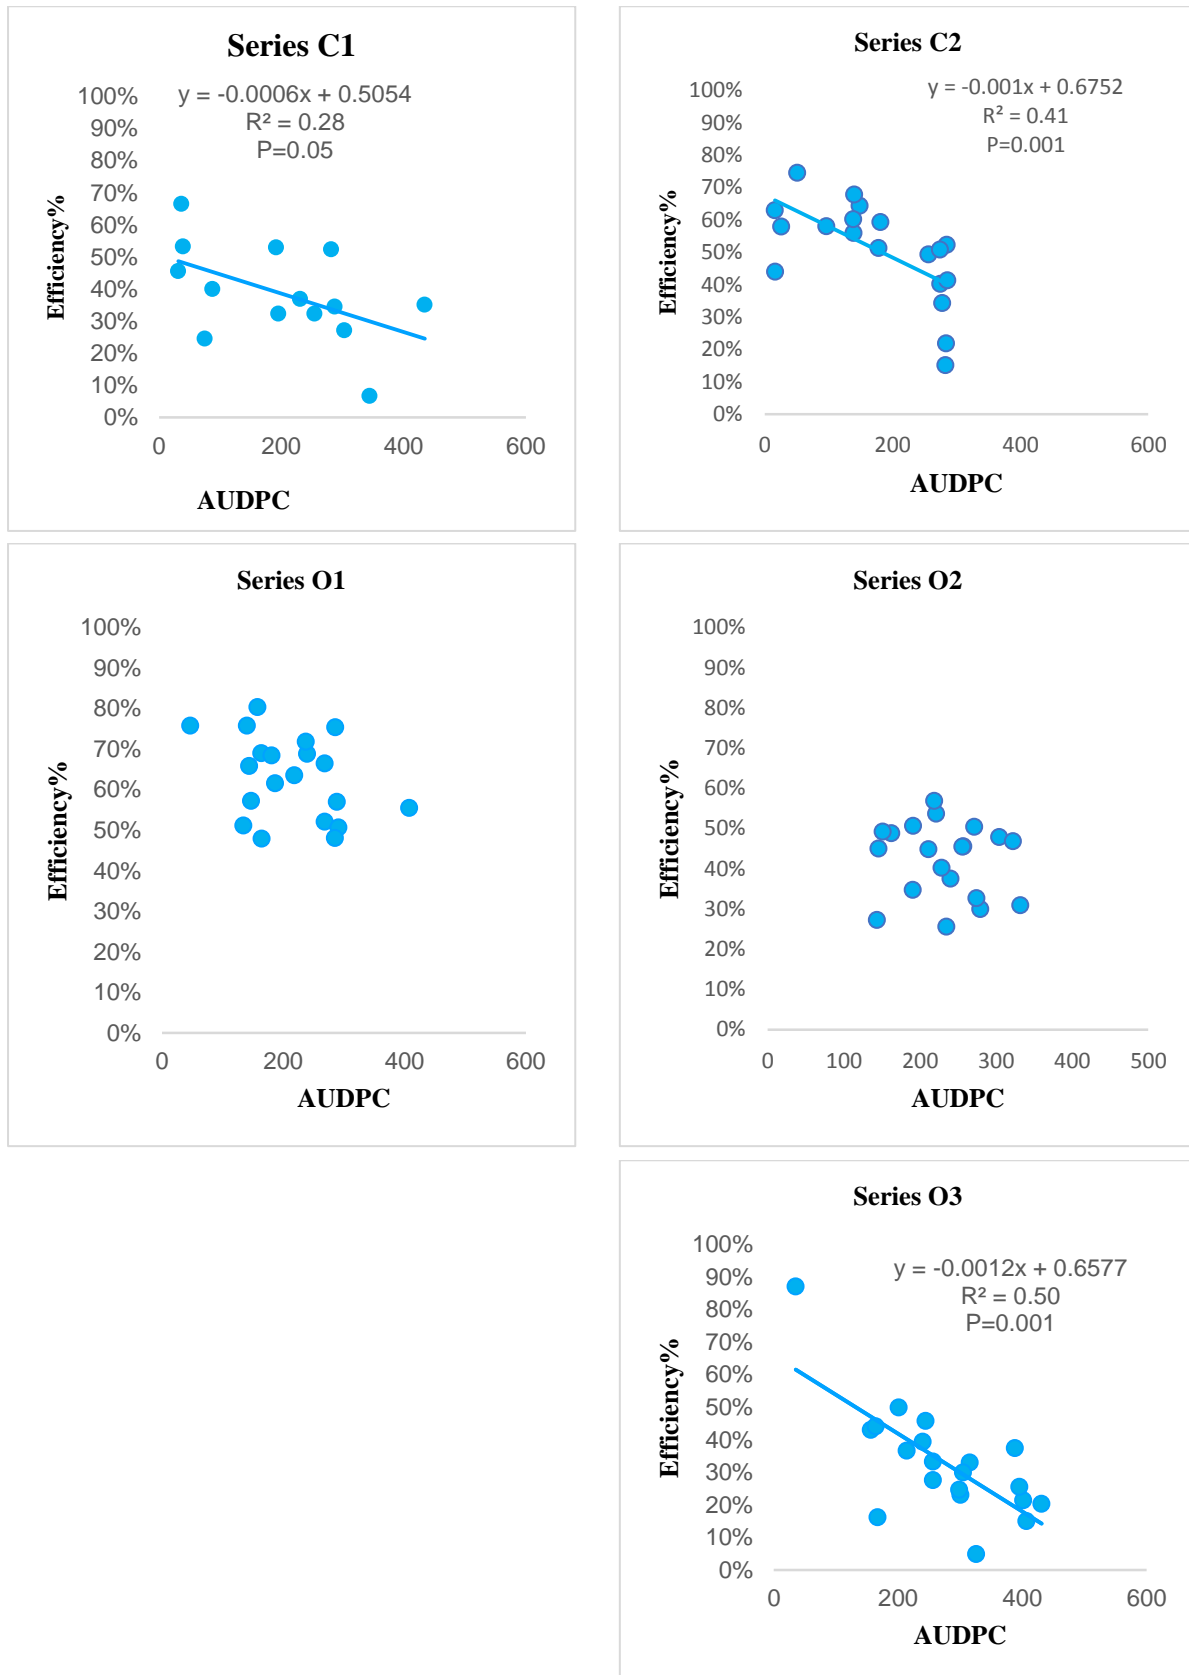 Series C1
y = -0.0006x + 0.5054
R² = 0.28
P=0.05
100%
90%
80%
70%
60%
50%
40%
30%
20%
10%
0%
Efficiency%
0 200 400 600
AUDPC
Series C2
y = -0.001x + 0.6752
R² = 0.41
P=0.001
100%
90%
80%
70%
60%
50%
40%
30%
20%
10%
0%
Efficiency%
0 200 400 600
AUDPC
Series O1
100%
90%
80%
70%
60%
50%
40%
30%
20%
10%
0%
Efficiency%
0 200 400 600
AUDPC
Series O2
100%
90%
80%
70%
60%
50%
40%
30%
20%
10%
0%
Efficiency%
0 100 200 300 400 500
AUDPC
Series O3
y = -0.0012x + 0.6577
R² = 0.50
P=0.001
100%
90%
80%
70%
60%
50%
40%
30%
20%
10%
0%
Efficiency%
0 200 400 600
AUDPC